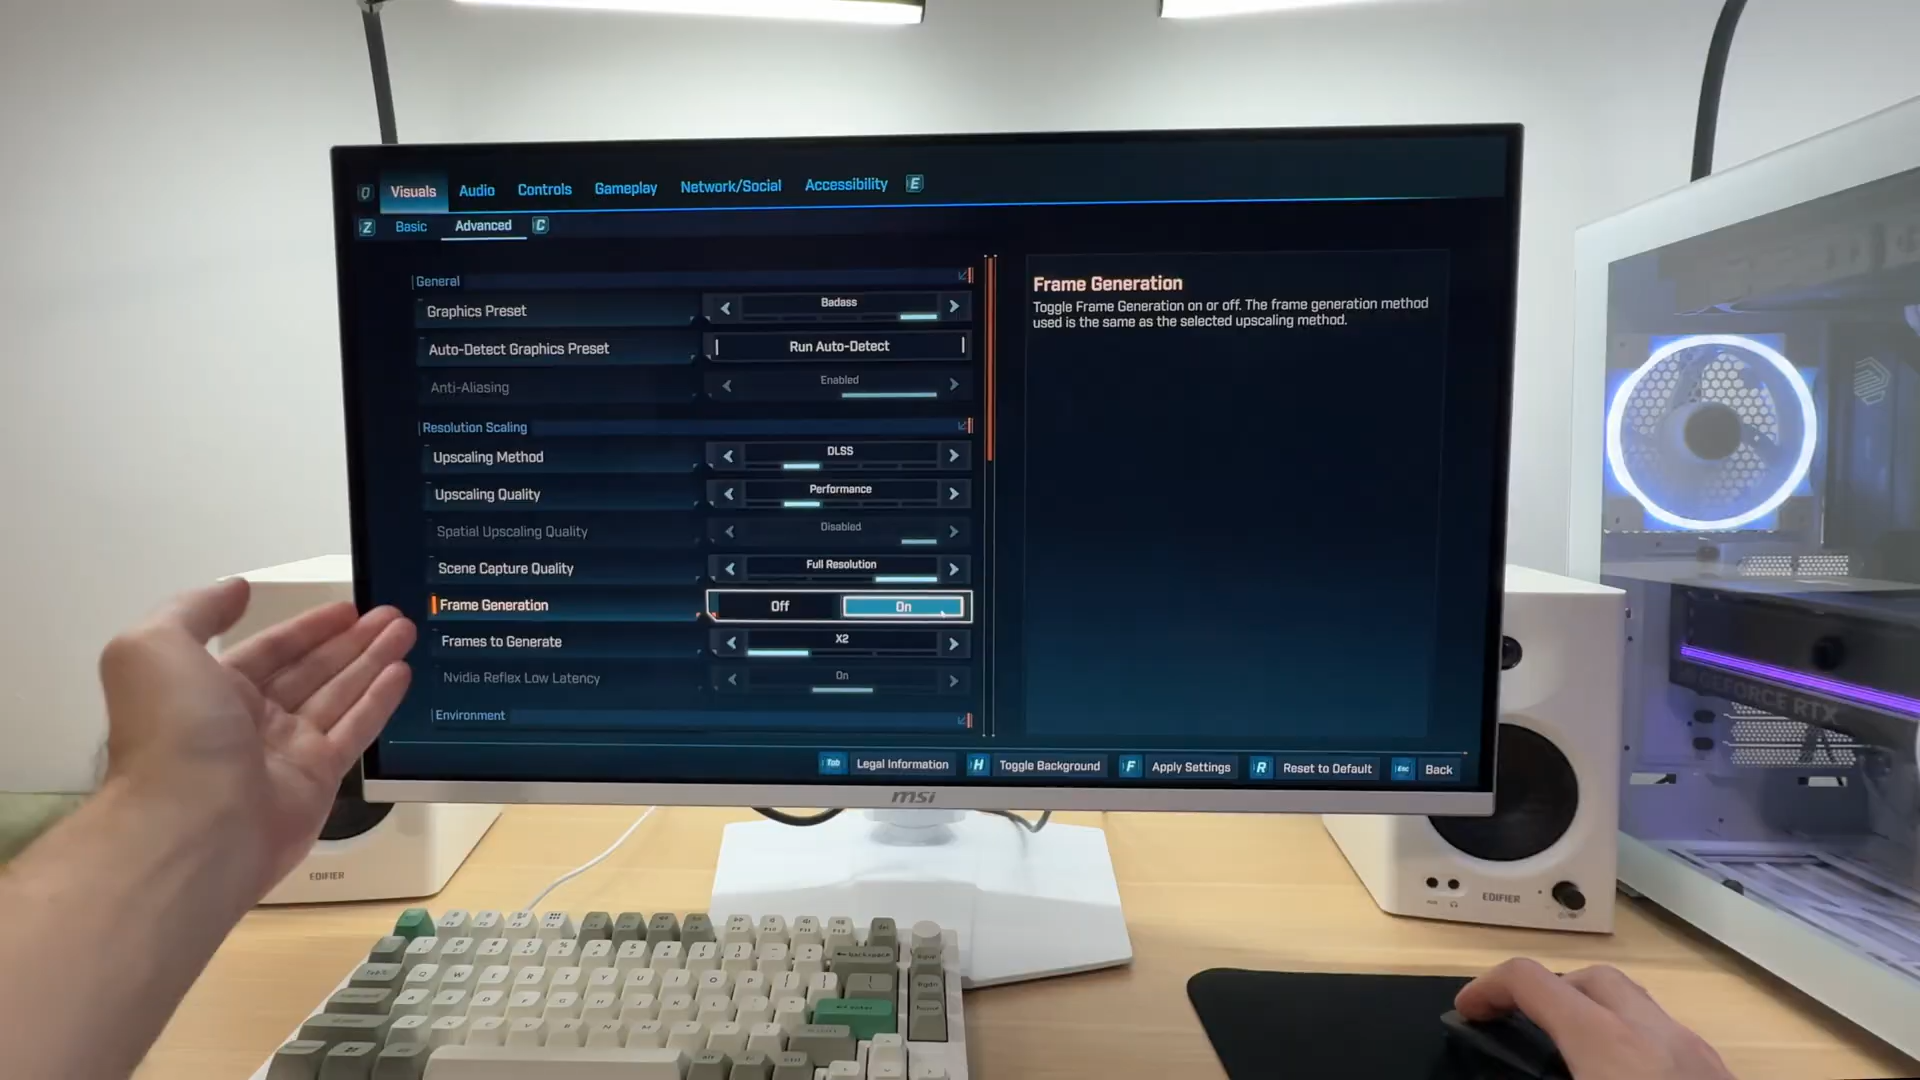 Q Visuals Audio Controls Gameplay Network/Social Accessibility E
Z Basic Advanced C
General
Graphics Preset Badass
Auto-Detect Graphics Preset Run Auto-Detect
Anti-Aliasing Enabled
Resolution Scaling
Upscaling Method DLSS
Upscaling Quality Performance
Spatial Upscaling Quality Disabled
Scene Capture Quality Full Resolution
Frame Generation Off On
Frames to Generate X2
Nvidia Reflex Low Latency On
Environment
Frame Generation
Toggle Frame Generation on or off. The frame generation method
used is the same as the selected upscaling method.
Tab Legal Information H Toggle Background F Apply Settings R Reset to Default Esc Back
msi
EDIFIER
EDIFIER
GEFORCE RTX
Q W E R T Y U I O P